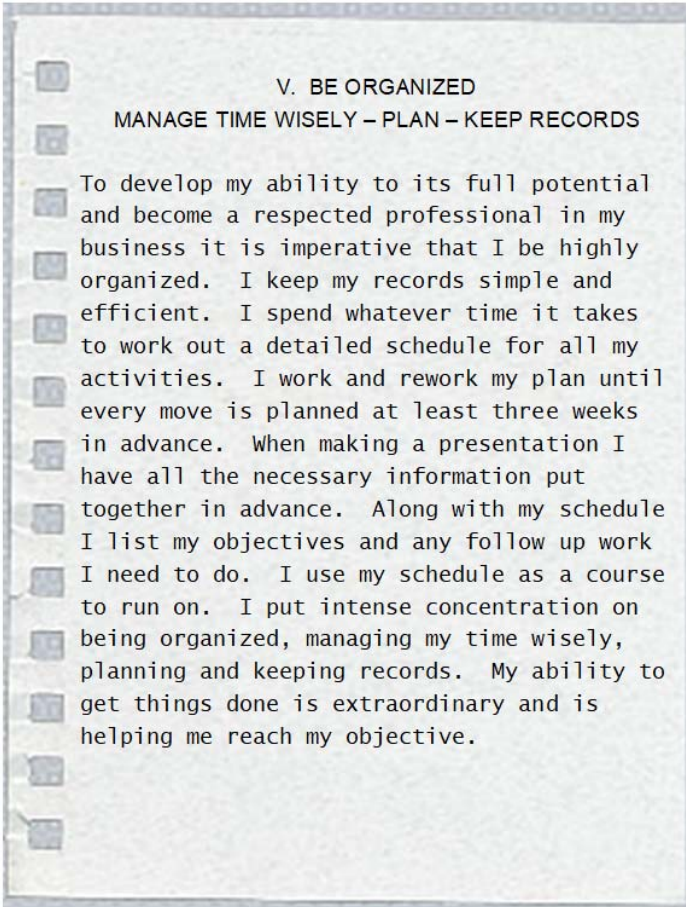 V.  BE ORGANIZED
MANAGE TIME WISELY – PLAN – KEEP RECORDS
To develop my ability to its full potential
and become a respected professional in my
business it is imperative that I be highly
organized.  I keep my records simple and
efficient.  I spend whatever time it takes
to work out a detailed schedule for all my
activities.  I work and rework my plan until
every move is planned at least three weeks
in advance.  When making a presentation I
have all the necessary information put
together in advance.  Along with my schedule
I list my objectives and any follow up work
I need to do.  I use my schedule as a course
to run on.  I put intense concentration on
being organized, managing my time wisely,
planning and keeping records.  My ability to
get things done is extraordinary and is
helping me reach my objective.